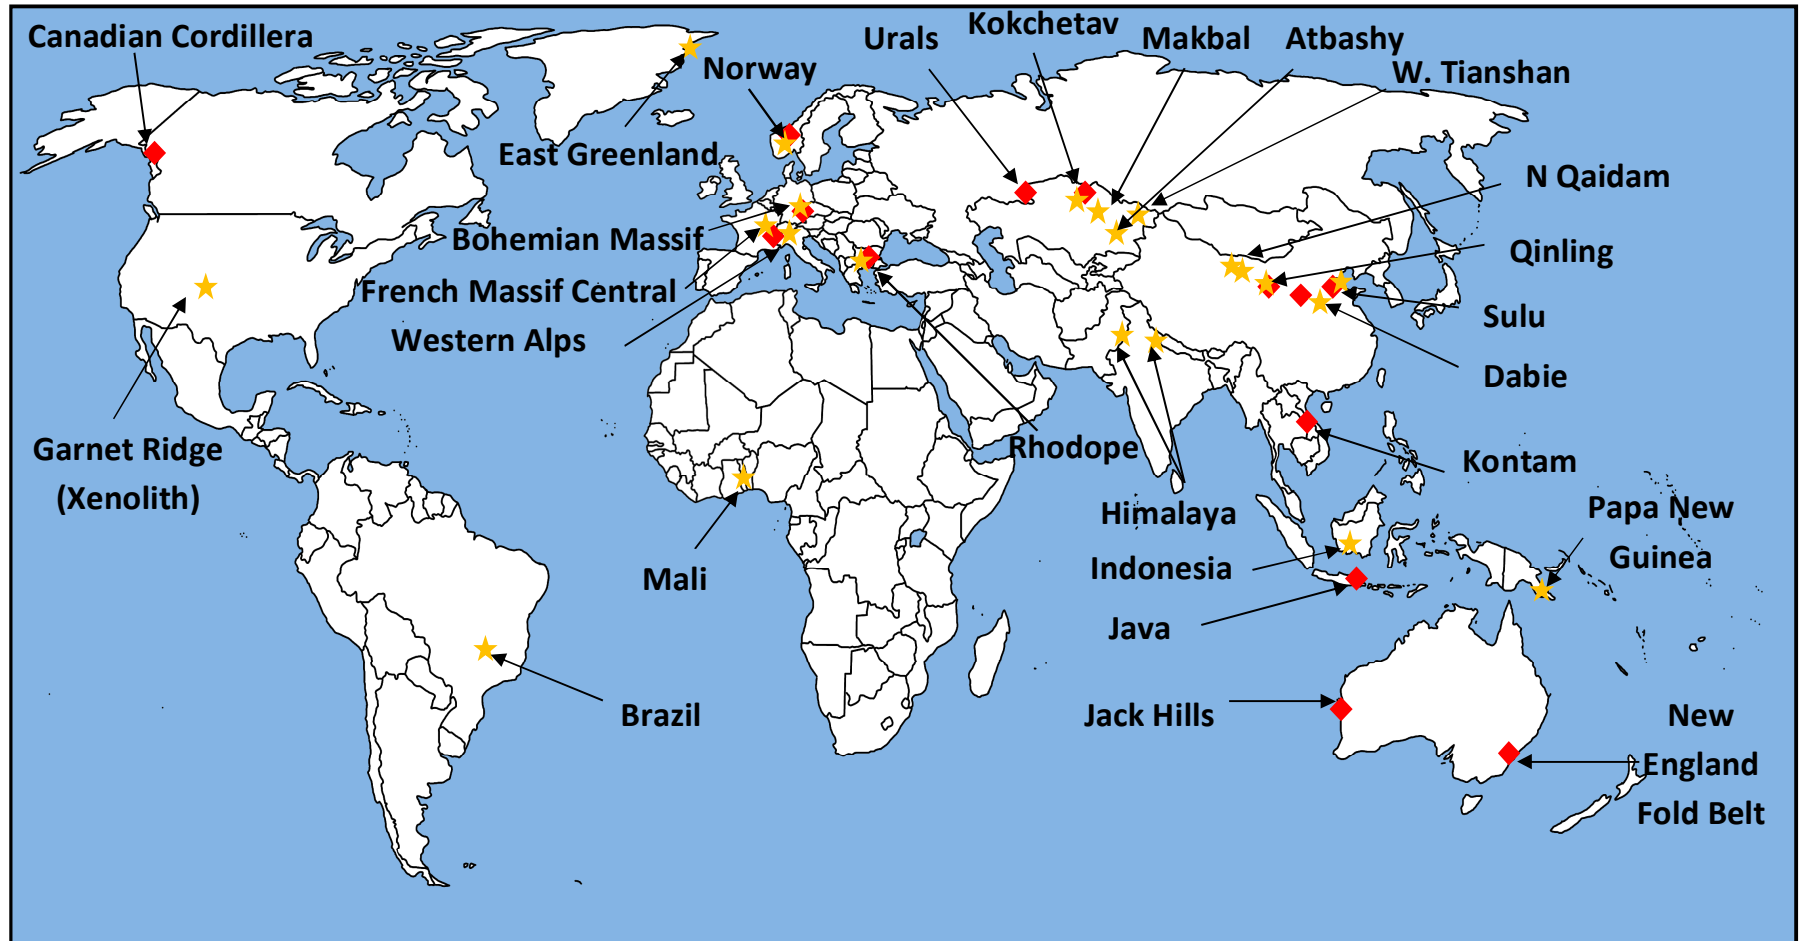 Canadian Cordillera
Urals
Kokchetav
Makbal
Atbashy
W. Tianshan
Norway
East Greenland
N Qaidam
Bohemian Massif
Qinling
French Massif Central
Sulu
Western Alps
Dabie
Garnet Ridge
(Xenolith)
Rhodope
Kontam
Himalaya
Papa New
Guinea
Mali
Indonesia
Java
Brazil
Jack Hills
New
England
Fold Belt